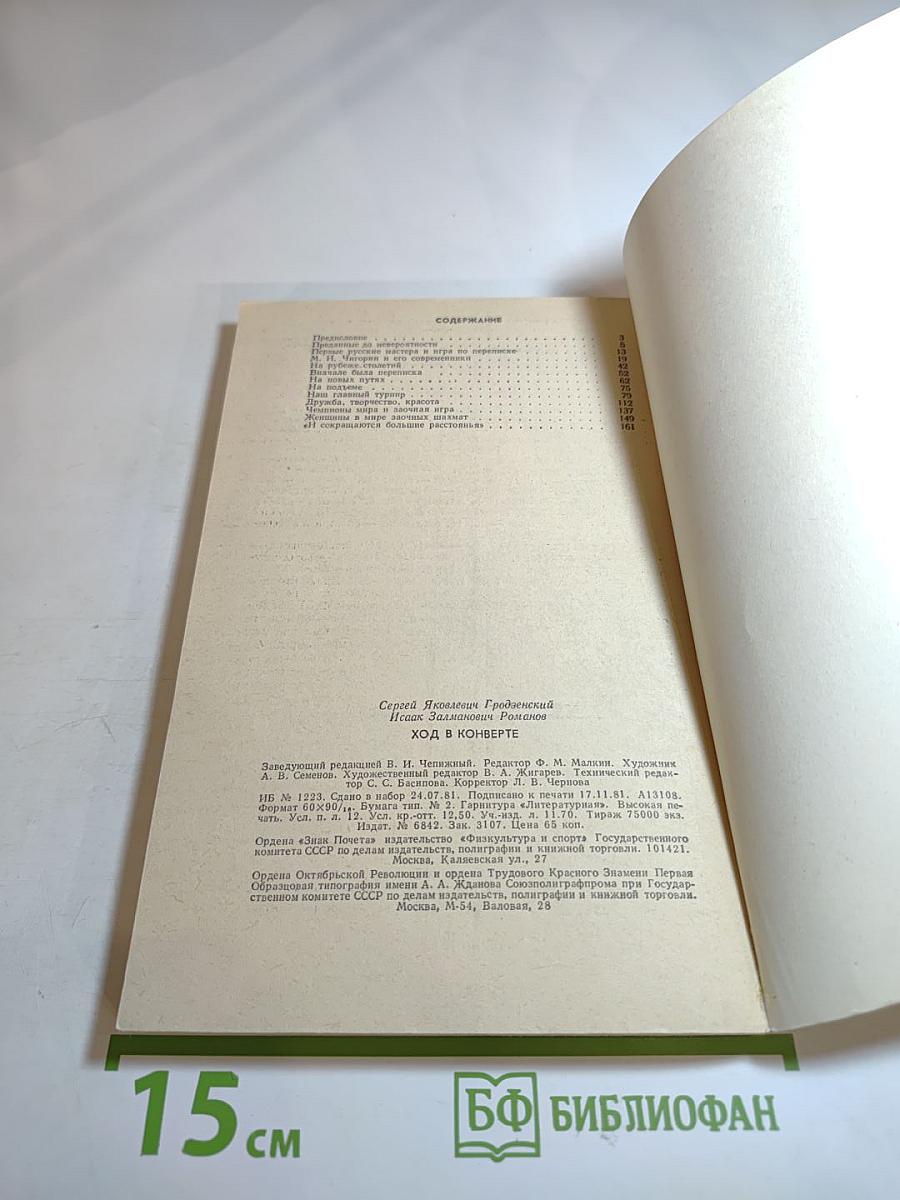 СОДЕРЖАНИЕ
Предисловие 3
Преданные до невероятности 5
Первые русские мастера и игра по переписке 13
М. И. Чигорин и его современники 19
На рубеже столетий 42
Вначале была переписка 52
На новых путях 62
На подъеме 75
Наш главный турнир 79
Дружба, творчество, красота 112
Чемпионы мира и заочная игра 137
Женщины в мире заочных шахмат 149
«И сокращаются большие расстоянья» 161
Сергей Яковлевич Гродзенский
Исаак Залманович Романов
ХОД В КОНВЕРТЕ
Заведующий редакцией В. И. Чепижный. Редактор Ф. М. Малкин. Художник
А. В. Семенов. Художественный редактор В. А. Жигарев. Технический редак-
тор С. С. Басипова. Корректор Л. В. Чернова
ИБ № 1223. Сдано в набор 24.07.81. Подписано к печати 17.11.81. А13108.
Формат 60×90/16. Бумага тип. № 2. Гарнитура «Литературная». Высокая пе-
чать. Усл. п. л. 12. Усл. кр.-отт. 12,50. Уч.-изд. л. 11.70. Тираж 75000 экз.
Издат. № 6842. Зак. 3107. Цена 65 коп.
Ордена «Знак Почета» издательство «Физкультура и спорт» Государственного
комитета СССР по делам издательств, полиграфии и книжной торговли. 101421.
Москва, Каляевская ул., 27
Ордена Октябрьской Революции и ордена Трудового Красного Знамени Первая
Образцовая типография имени А. А. Жданова Союзполиграфпрома при Государ-
ственном комитете СССР по делам издательств, полиграфии и книжной торговли.
Москва, М-54, Валовая, 28
15 см
БФ БИБЛИОФАН